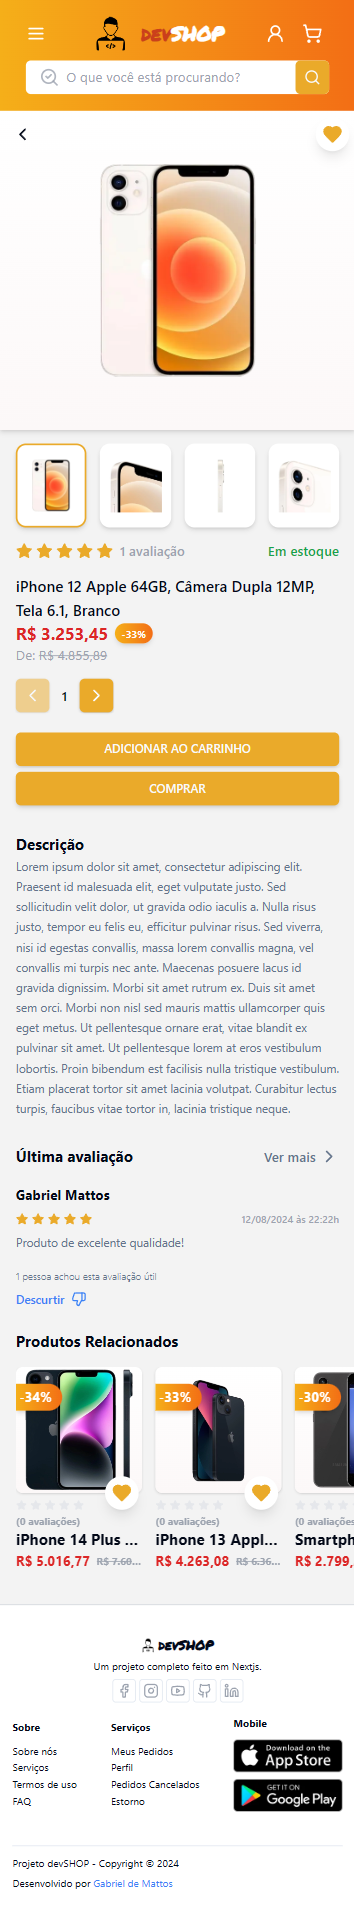 DEVSHOP
O que você está procurando?
1 avaliação
Em estoque
iPhone 12 Apple 64GB, Câmera Dupla 12MP,
Tela 6.1, Branco
R$ 3.253,45 -33%
De: R$ 4.855,89
1
ADICIONAR AO CARRINHO
COMPRAR
Descrição
Lorem ipsum dolor sit amet, consectetur adipiscing elit.
Praesent id malesuada elit, eget vulputate justo. Sed
sollicitudin velit dolor, ut gravida odio iaculis a. Nulla risus
justo, tempor eu felis eu, efficitur pulvinar risus. Sed viverra,
nisi id egestas convallis, massa lorem convallis magna, vel
convallis mi turpis nec ante. Maecenas posuere lacus id
gravida dignissim. Morbi sit amet rutrum ex. Duis sit amet
sem orci. Morbi non nisl sed mauris mattis ullamcorper quis
eget metus. Ut pellentesque ornare erat, vitae blandit ex
pulvinar sit amet. Ut pellentesque lorem at eros vestibulum
lobortis. Proin bibendum est facilisis nulla tristique vestibulum.
Etiam placerat tortor sit amet lacinia volutpat. Curabitur lectus
turpis, faucibus vitae tortor in, lacinia tristique neque.
Última avaliação
Ver mais
Gabriel Mattos
12/08/2024 às 22:22h
Produto de excelente qualidade!
1 pessoa achou esta avaliação útil
Descurtir
Produtos Relacionados
-34%
(0 avaliações)
iPhone 14 Plus ...
R$ 5.016,77 R$ 7.60...
-33%
(0 avaliações)
iPhone 13 Appl...
R$ 4.263,08 R$ 6.36...
-30%
(0 avaliações
Smartph
R$ 2.799,
DEVSHOP
Um projeto completo feito em Nextjs.
Sobre
Sobre nós
Serviços
Termos de uso
FAQ
Serviços
Meus Pedidos
Perfil
Pedidos Cancelados
Estorno
Mobile
Download on the
App Store
GET IT ON
Google Play
Projeto devSHOP - Copyright © 2024
Desenvolvido por Gabriel de Mattos